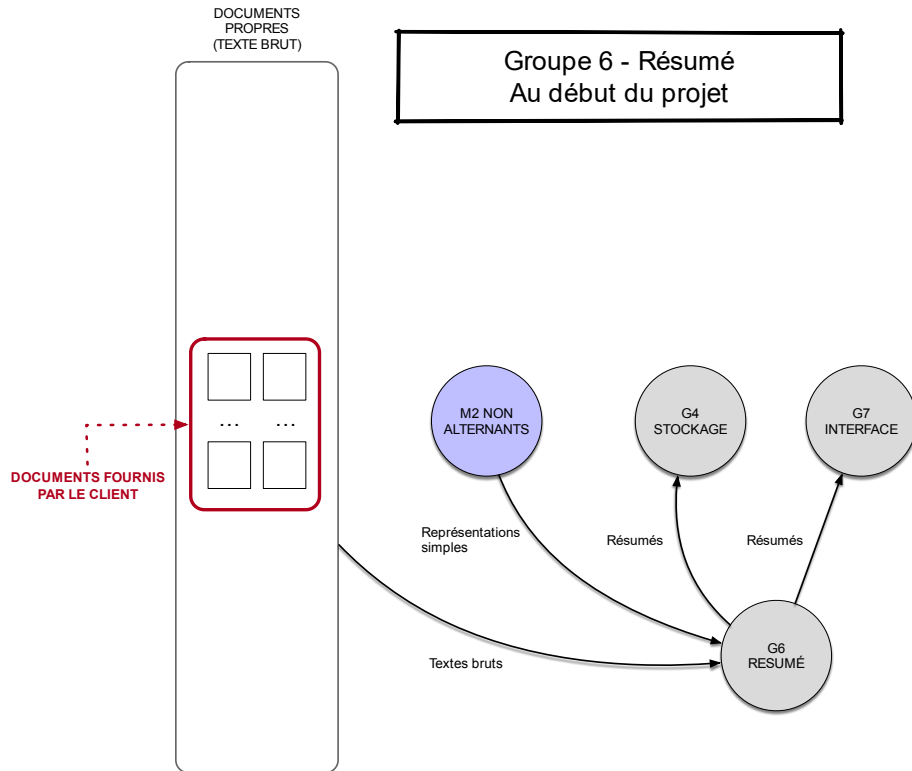 DOCUMENTS
PROPRES
(TEXTE BRUT)
Groupe 6 - Résumé
Au début du projet
... ...
DOCUMENTS FOURNIS
PAR LE CLIENT
M2 NON
ALTERNANTS
G4
STOCKAGE
G7
INTERFACE
Représentations
simples
Résumés
Résumés
Textes bruts
G6
RESUMÉ